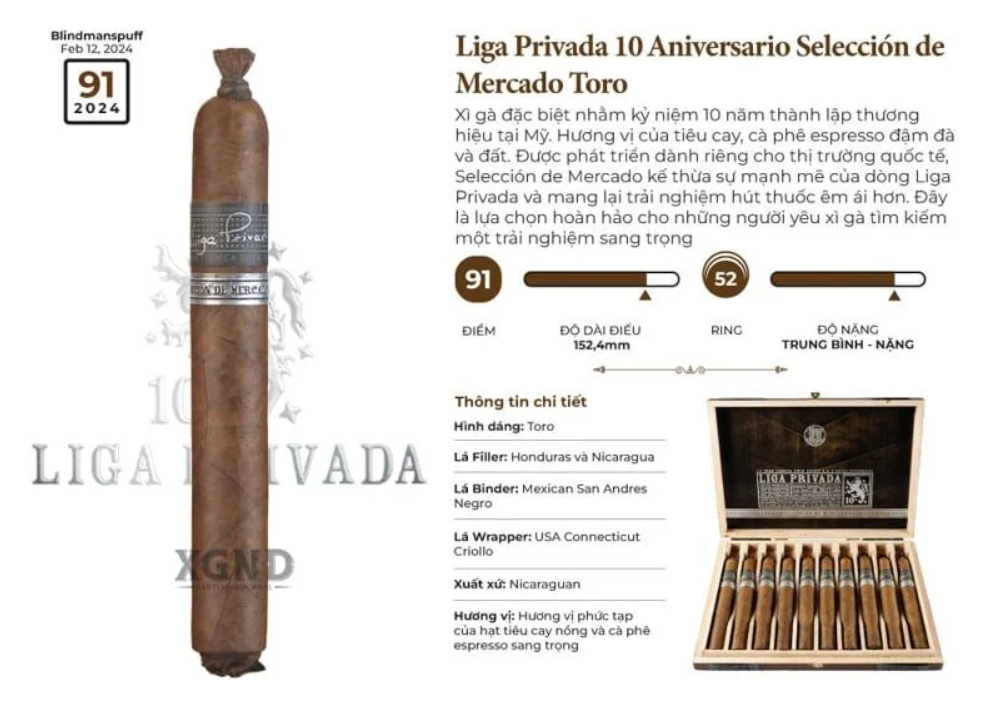 Blindmanspuff
Feb 12, 2024
91
2024
Liga Privada 10 Aniversario Selección de
Mercado Toro
Xì gà đặc biệt nhằm kỷ niệm 10 năm thành lập thương
hiệu tại Mỹ. Hương vị của tiêu cay, cà phê espresso đậm đà
và đất. Được phát triển dành riêng cho thị trường quốc tế,
Selección de Mercado kế thừa sự mạnh mẽ của dòng Liga
Privada và mang lại trải nghiệm hút thuốc êm ái hơn. Đây
là lựa chọn hoàn hảo cho những người yêu xì gà tìm kiếm
một trải nghiệm sang trọng
91
52
ĐIỂM
ĐỘ DÀI ĐIẾU
152,4mm
RING
ĐỘ NẶNG
TRUNG BÌNH - NẶNG
Thông tin chi tiết
Hình dáng: Toro
Lá Filler: Honduras và Nicaragua
Lá Binder: Mexican San Andres
Negro
Lá Wrapper: USA Connecticut
Criollo
Xuất xứ: Nicaraguan
Hương vị: Hương vị phức tạp
của hạt tiêu cay nồng và cà phê
espresso sang trọng
iga Privad
DE MERCA
10
LIGA PRIVADA
XGND
LIGA PRIVADA
10